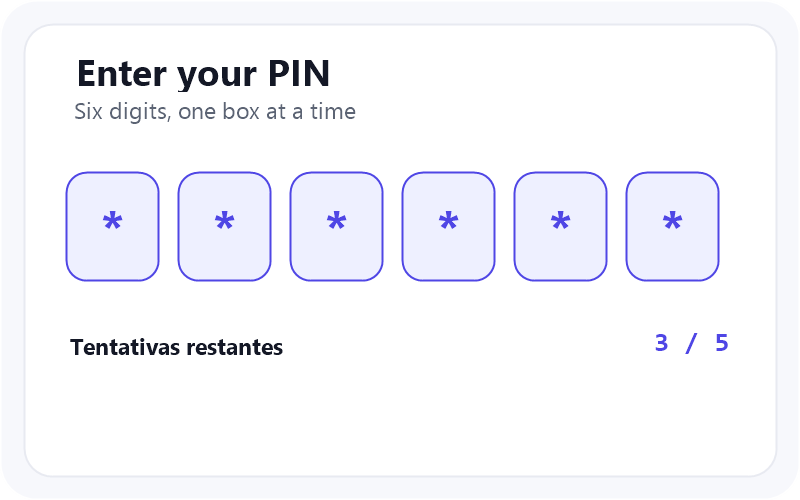 Enter your PIN
Six digits, one box at a time
* * * * * *
Tentativas restantes 3 / 5